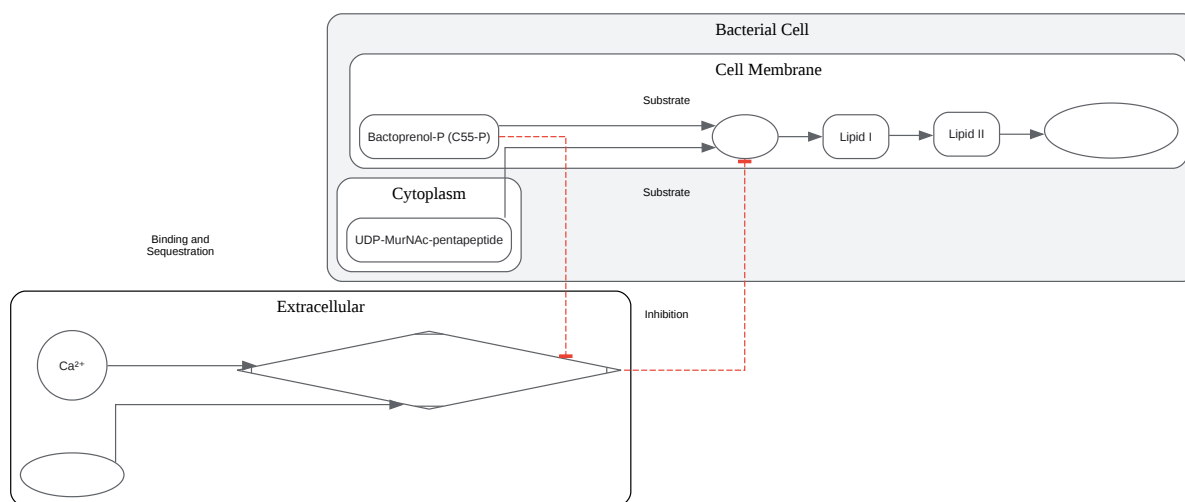 Bacterial Cell
Cell Membrane
Substrate
Bactoprenol-P (C55-P)
Lipid I
Lipid II
Cytoplasm
Substrate
UDP-MurNAc-pentapeptide
Binding and
Sequestration
Extracellular
Inhibition
Ca²⁺